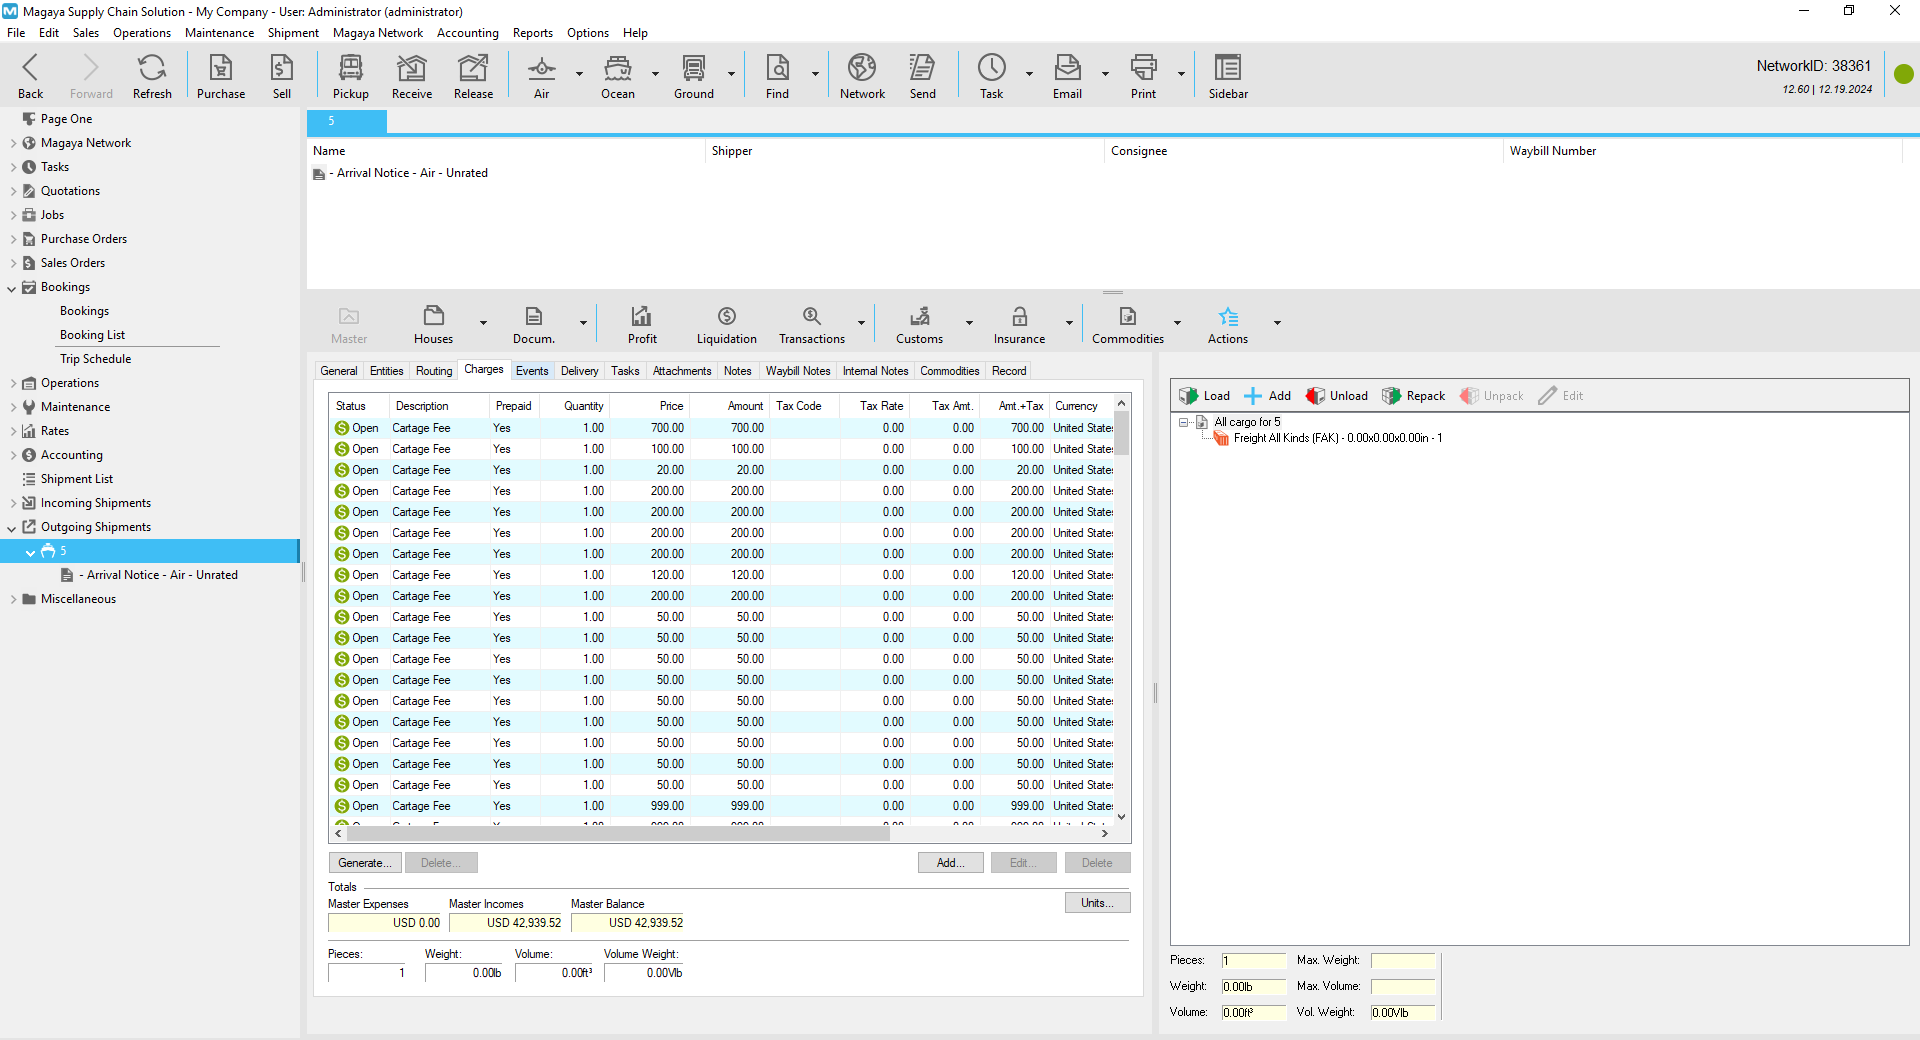 Magaya Supply Chain Solution - My Company - User: Administrator (administrator)
File Edit Sales Operations Maintenance Shipment Magaya Network Accounting Reports Options Help
Back Forward Refresh Purchase Sell Pickup Receive Release Air Ocean Ground Find Network Send Task Email Print Sidebar
NetworkID: 38361
12.60 | 12.19.2024
Page One
Magaya Network
Tasks
Quotations
Jobs
Purchase Orders
Sales Orders
Bookings
Bookings
Booking List
Trip Schedule
Operations
Maintenance
Rates
Accounting
Shipment List
Incoming Shipments
Outgoing Shipments
5
- Arrival Notice - Air - Unrated
Miscellaneous
5
Name Shipper Consignee Waybill Number
- Arrival Notice - Air - Unrated
Master Houses Docum. Profit Liquidation Transactions Customs Insurance Commodities Actions
General Entities Routing Charges Events Delivery Tasks Attachments Notes Waybill Notes Internal Notes Commodities Record
Status Description Prepaid Quantity Price Amount Tax Code Tax Rate Tax Amt. Amt.+Tax Currency
Open Cartage Fee Yes 1.00 700.00 700.00 0.00 0.00 700.00 United States
Open Cartage Fee Yes 1.00 100.00 100.00 0.00 0.00 100.00 United States
Open Cartage Fee Yes 1.00 20.00 20.00 0.00 0.00 20.00 United States
Open Cartage Fee Yes 1.00 200.00 200.00 0.00 0.00 200.00 United States
Open Cartage Fee Yes 1.00 200.00 200.00 0.00 0.00 200.00 United States
Open Cartage Fee Yes 1.00 200.00 200.00 0.00 0.00 200.00 United States
Open Cartage Fee Yes 1.00 200.00 200.00 0.00 0.00 200.00 United States
Open Cartage Fee Yes 1.00 120.00 120.00 0.00 0.00 120.00 United States
Open Cartage Fee Yes 1.00 200.00 200.00 0.00 0.00 200.00 United States
Open Cartage Fee Yes 1.00 50.00 50.00 0.00 0.00 50.00 United States
Open Cartage Fee Yes 1.00 50.00 50.00 0.00 0.00 50.00 United States
Open Cartage Fee Yes 1.00 50.00 50.00 0.00 0.00 50.00 United States
Open Cartage Fee Yes 1.00 50.00 50.00 0.00 0.00 50.00 United States
Open Cartage Fee Yes 1.00 50.00 50.00 0.00 0.00 50.00 United States
Open Cartage Fee Yes 1.00 50.00 50.00 0.00 0.00 50.00 United States
Open Cartage Fee Yes 1.00 50.00 50.00 0.00 0.00 50.00 United States
Open Cartage Fee Yes 1.00 50.00 50.00 0.00 0.00 50.00 United States
Open Cartage Fee Yes 1.00 50.00 50.00 0.00 0.00 50.00 United States
Open Cartage Fee Yes 1.00 999.00 999.00 0.00 0.00 999.00 United States
Generate... Delete... Add... Edit... Delete
Totals
Master Expenses Master Incomes Master Balance Units...
USD 0.00 USD 42,939.52 USD 42,939.52
Pieces: Weight: Volume: Volume Weight:
1 0.00lb 0.00ft³ 0.00Vlb
Load Add Unload Repack Unpack Edit
All cargo for 5
Freight All Kinds (FAK) - 0.00x0.00x0.00in - 1
Pieces: 1 Max. Weight:
Weight: 0.00lb Max. Volume:
Volume: 0.00ft³ Vol. Weight: 0.00Vlb